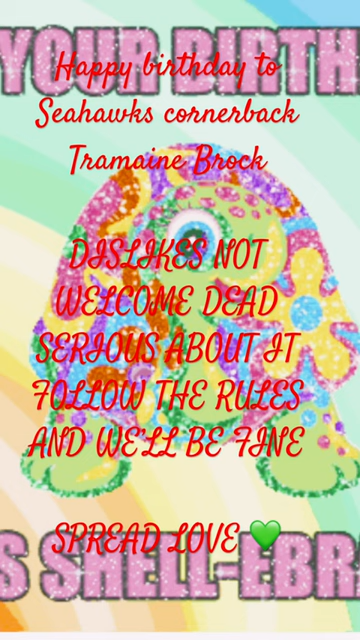 YOUR BIRTH
Happy birthday to
Seahawks cornerback
Tramaine Brock
DISLIKES NOT
WELCOME DEAD
SERIOUS ABOUT IT
FOLLOW THE RULES
AND WE'LL BE FINE
SPREAD LOVE 💚
S SHELL-EBRA